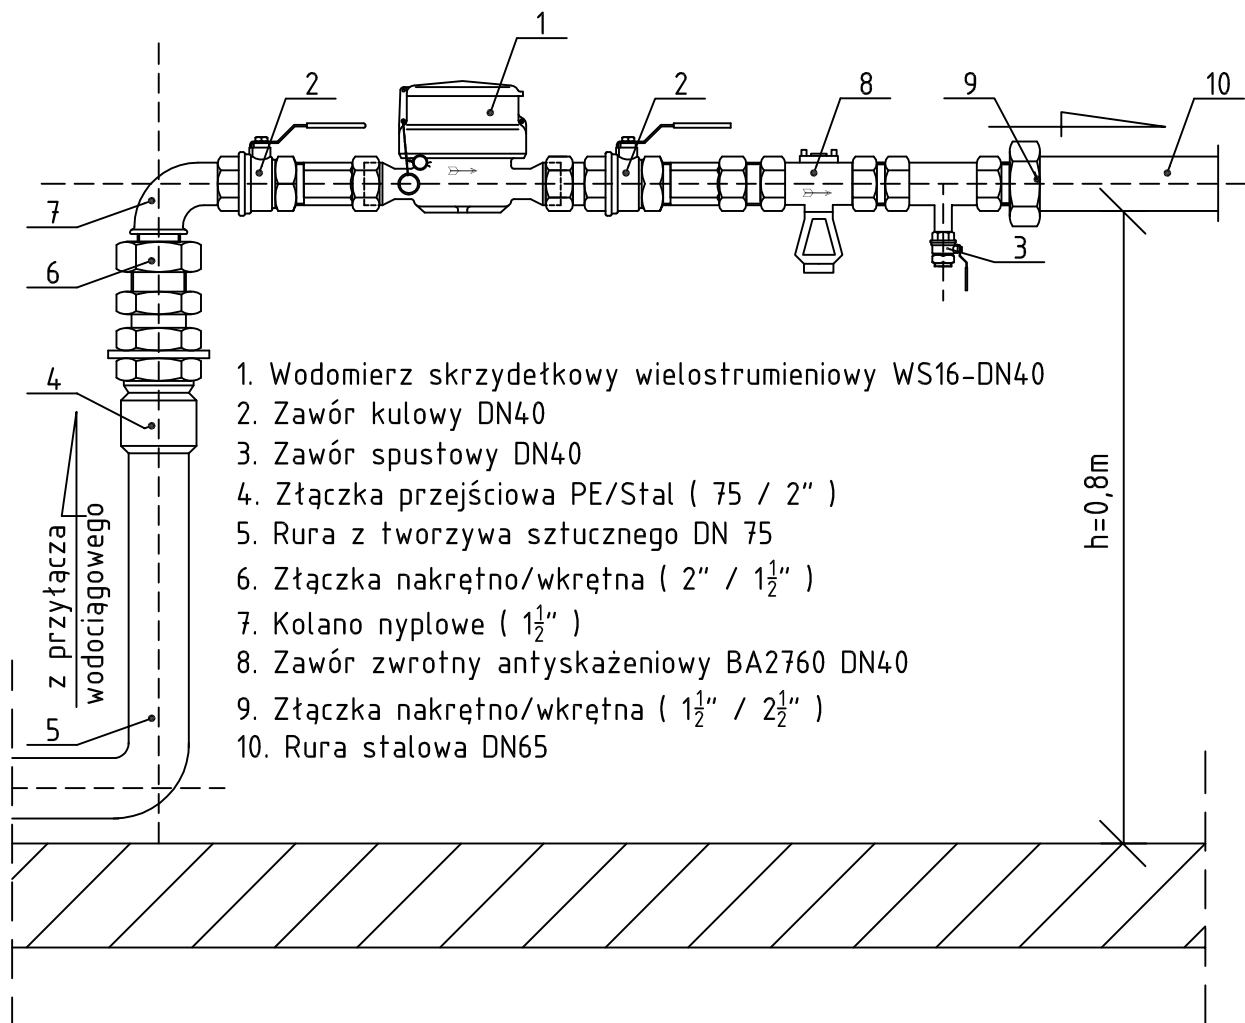 1
2
2
8
9
10
7
6
3
4
5
z przyłącza
wodociągowego
h=0,8m
1. Wodomierz skrzydełkowy wielostrumieniowy WS16-DN40
2. Zawór kulowy DN40
3. Zawór spustowy DN40
4. Złączka przejściowa PE/Stal ( 75 / 2" )
5. Rura z tworzywa sztucznego DN 75
6. Złączka nakrętno/wkrętna ( 2" / 1½" )
7. Kolano nyplowe ( 1½" )
8. Zawór zwrotny antyskażeniowy BA2760 DN40
9. Złączka nakrętno/wkrętna ( 1½" / 2½" )
10. Rura stalowa DN65